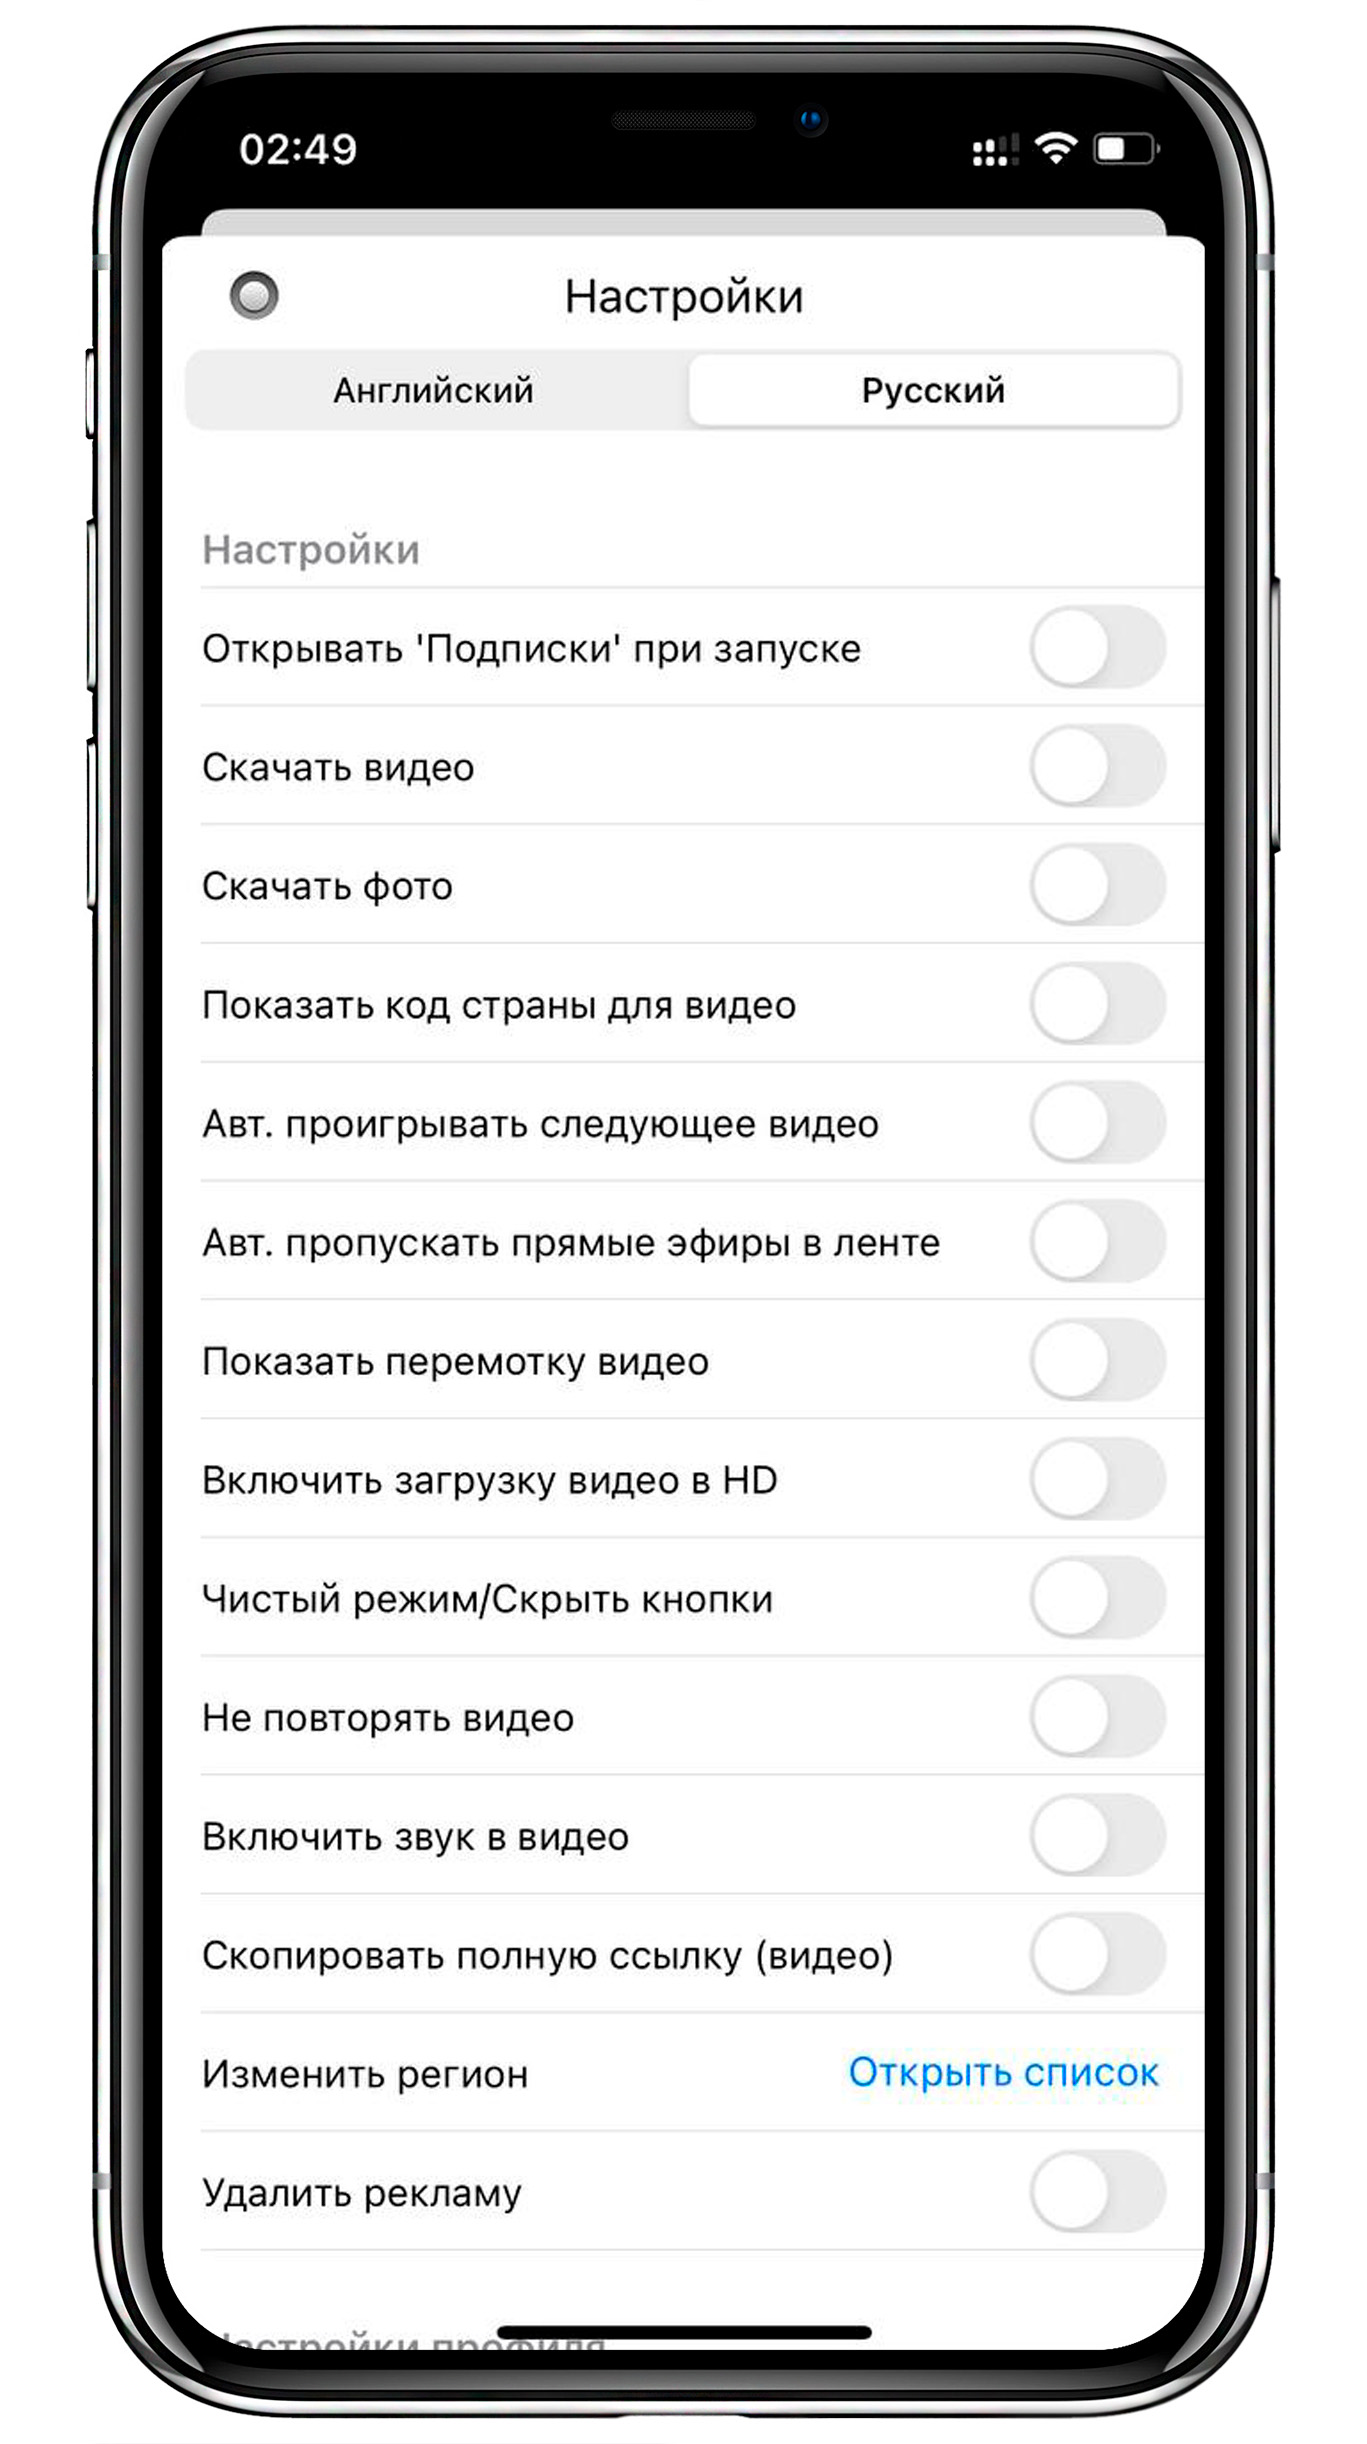 02:49
Настройки
Английский
Русский
Настройки
Открывать 'Подписки' при запуске
Скачать видео
Скачать фото
Показать код страны для видео
Авт. проигрывать следующее видео
Авт. пропускать прямые эфиры в ленте
Показать перемотку видео
Включить загрузку видео в HD
Чистый режим/Скрыть кнопки
Не повторять видео
Включить звук в видео
Скопировать полную ссылку (видео)
Изменить регион
Открыть список
Удалить рекламу
Настройки профиля